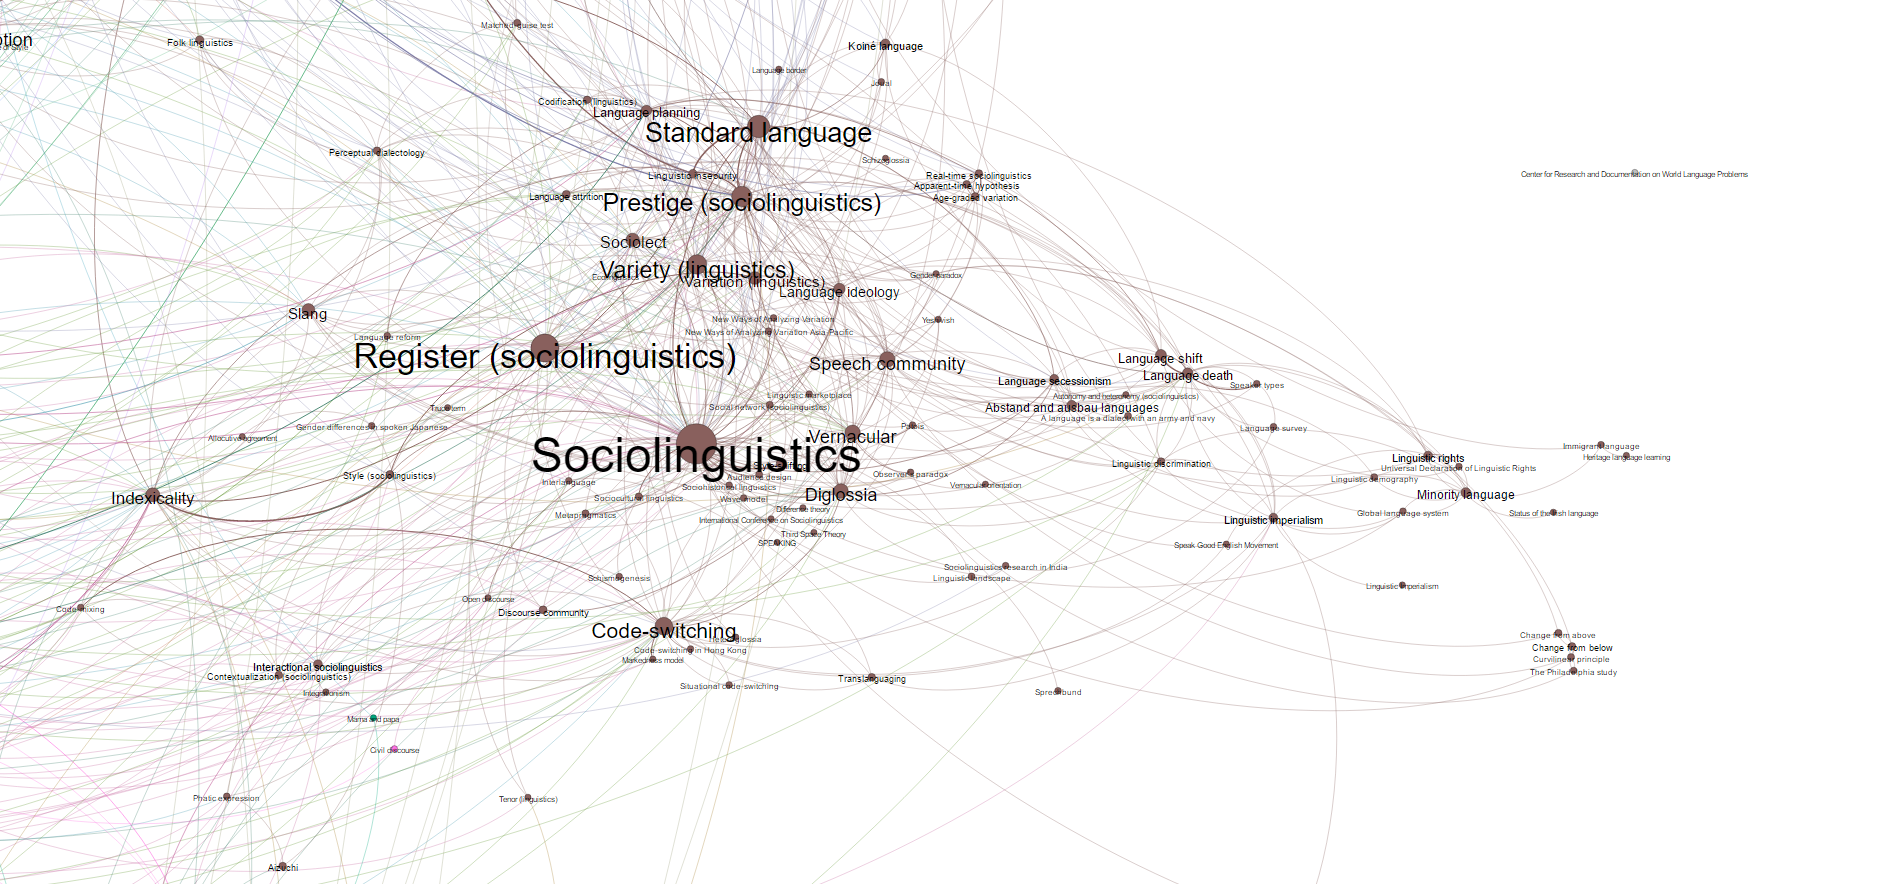 Matched-guise test
Folk linguistics
Koiné language
Language border
Jopal
Codification (linguistics)
Language planning
Standard language
Perceptual dialectology
Schizoglossia
Linguistic insecurity
Real-time sociolinguistics
Center for Research and Documentation on World Language Problems
Apparent-time hypothesis
Language attrition
Age-graded variation
Prestige (sociolinguistics)
Sociolect
Variety (linguistics)
Gender paradox
Variation (linguistics)
Language ideology
Slang
New Ways of Analyzing Variation
Yeshivish
New Ways of Analyzing Variation Asia-Pacific
Language reform
Register (sociolinguistics)
Speech community
Language shift
Language death
Language secessionism
Speaker types
Linguistic marketplace
Autonomy and heteronomy (sociolinguistics)
Social network (sociolinguistics)
Abstand and ausbau languages
A language is a dialect with an army and navy
Gender differences in spoken Japanese
Language survey
Allocutive agreement
Vernacular
Immigrant language
Sociolinguistics
Linguistic rights
Heritage language learning
Style-shifting
Linguistic discrimination
Universal Declaration of Linguistic Rights
Style (sociolinguistics)
Audience design
Observer's paradox
Linguistic demography
Interlanguage
Sociohistorical linguistics
Vernacular orientation
Indexicality
Sociocultural linguistics
Wave model
Diglossia
Minority language
Difference theory
Metapragmatics
Global language system
Status of the Irish language
International Conference on Sociolinguistics
Linguistic imperialism
Third Space Theory
SPEAKING
Speak Good English Movement
Sociolinguistics research in India
Schismogenesis
Linguistic landscape
Linguistic imperialism
Open discourse
Code-mixing
Discourse community
Code-switching
Heteroglossia
Change from above
Code-switching in Hong Kong
Change from below
Markedness model
Curvilinear principle
Interactional sociolinguistics
Contextualization (sociolinguistics)
The Philadelphia study
Translanguaging
Situational code-switching
Integrationism
Sprechbund
Mama and papa
Civil discourse
Phatic expression
Tenor (linguistics)
Aizuchi